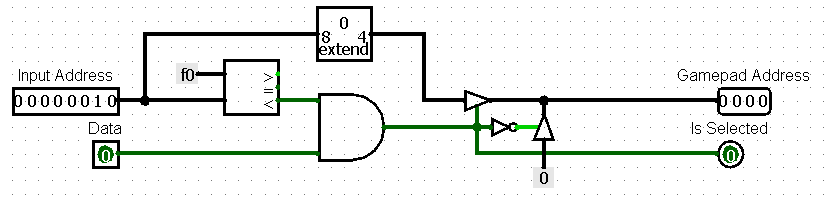 0
8 4
extend
f0
>
=
<
Input Address
00000010
Data
0
Gamepad Address
0000
Is Selected
0
0